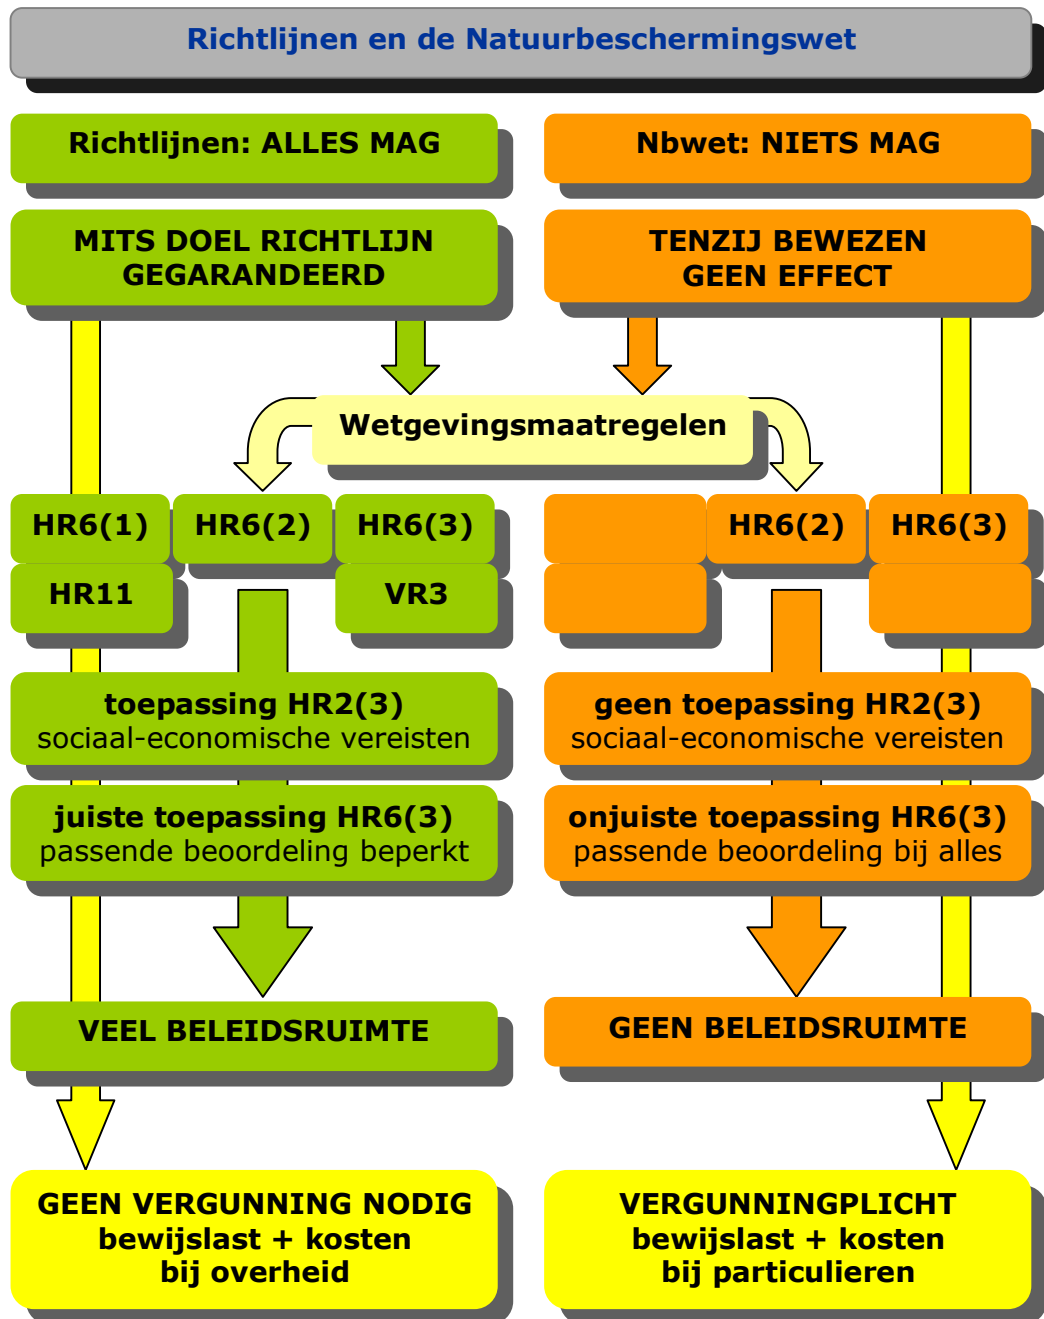 Richtlijnen en de Natuurbeschermingswet
Richtlijnen: ALLES MAG
Nbwet: NIETS MAG
MITS DOEL RICHTLIJN
GEGARANDEERD
TENZIJ BEWEZEN
GEEN EFFECT
Wetgevingsmaatregelen
HR6(1)
HR6(2)
HR6(3)
HR11
VR3
HR6(2)
HR6(3)
toepassing HR2(3)
sociaal-economische vereisten
geen toepassing HR2(3)
sociaal-economische vereisten
juiste toepassing HR6(3)
passende beoordeling beperkt
onjuiste toepassing HR6(3)
passende beoordeling bij alles
VEEL BELEIDSRUIMTE
GEEN BELEIDSRUIMTE
GEEN VERGUNNING NODIG
bewijslast + kosten
bij overheid
VERGUNNINGPLICHT
bewijslast + kosten
bij particulieren